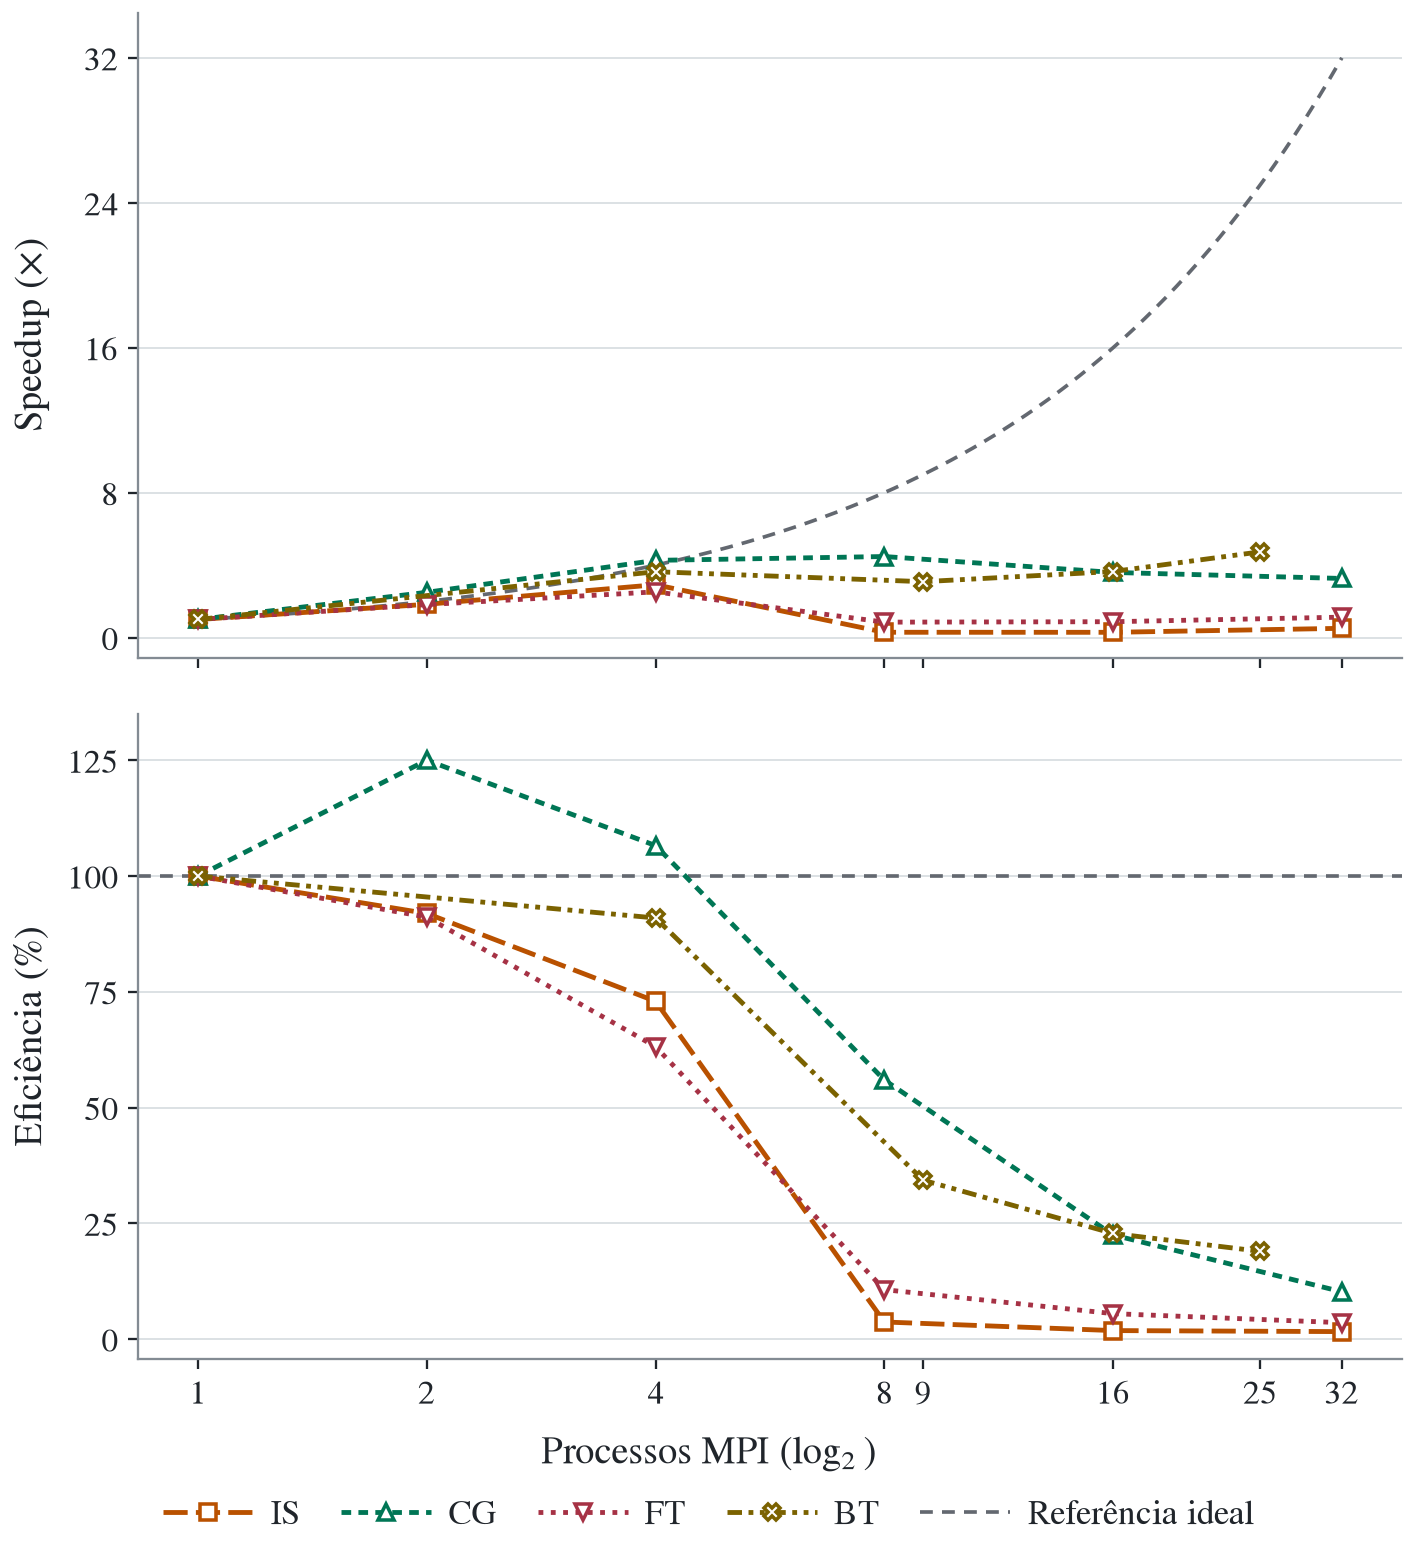 32
24
16
8
0
Speedup (×)
125
100
75
50
25
0
Eficiência (%)
1 2 4 8 9 16 25 32
Processos MPI (log₂ )
IS CG FT BT Referência ideal